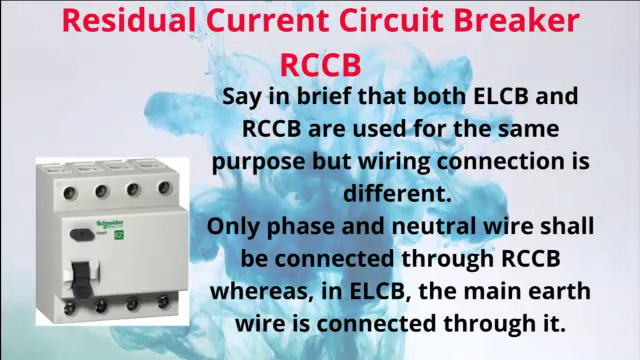 Residual Current Circuit Breaker
RCCB
Say in brief that both ELCB and
RCCB are used for the same
purpose but wiring connection is
different.
Only phase and neutral wire shall
be connected through RCCB
whereas, in ELCB, the main earth
wire is connected through it.
Schneider